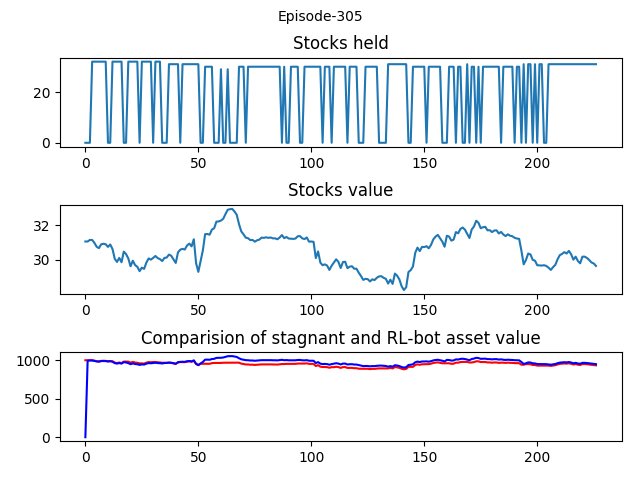 Episode-305
Stocks held
20
0
0 50 100 150 200
Stocks value
32
30
0 50 100 150 200
Comparision of stagnant and RL-bot asset value
1000
500
0
0 50 100 150 200